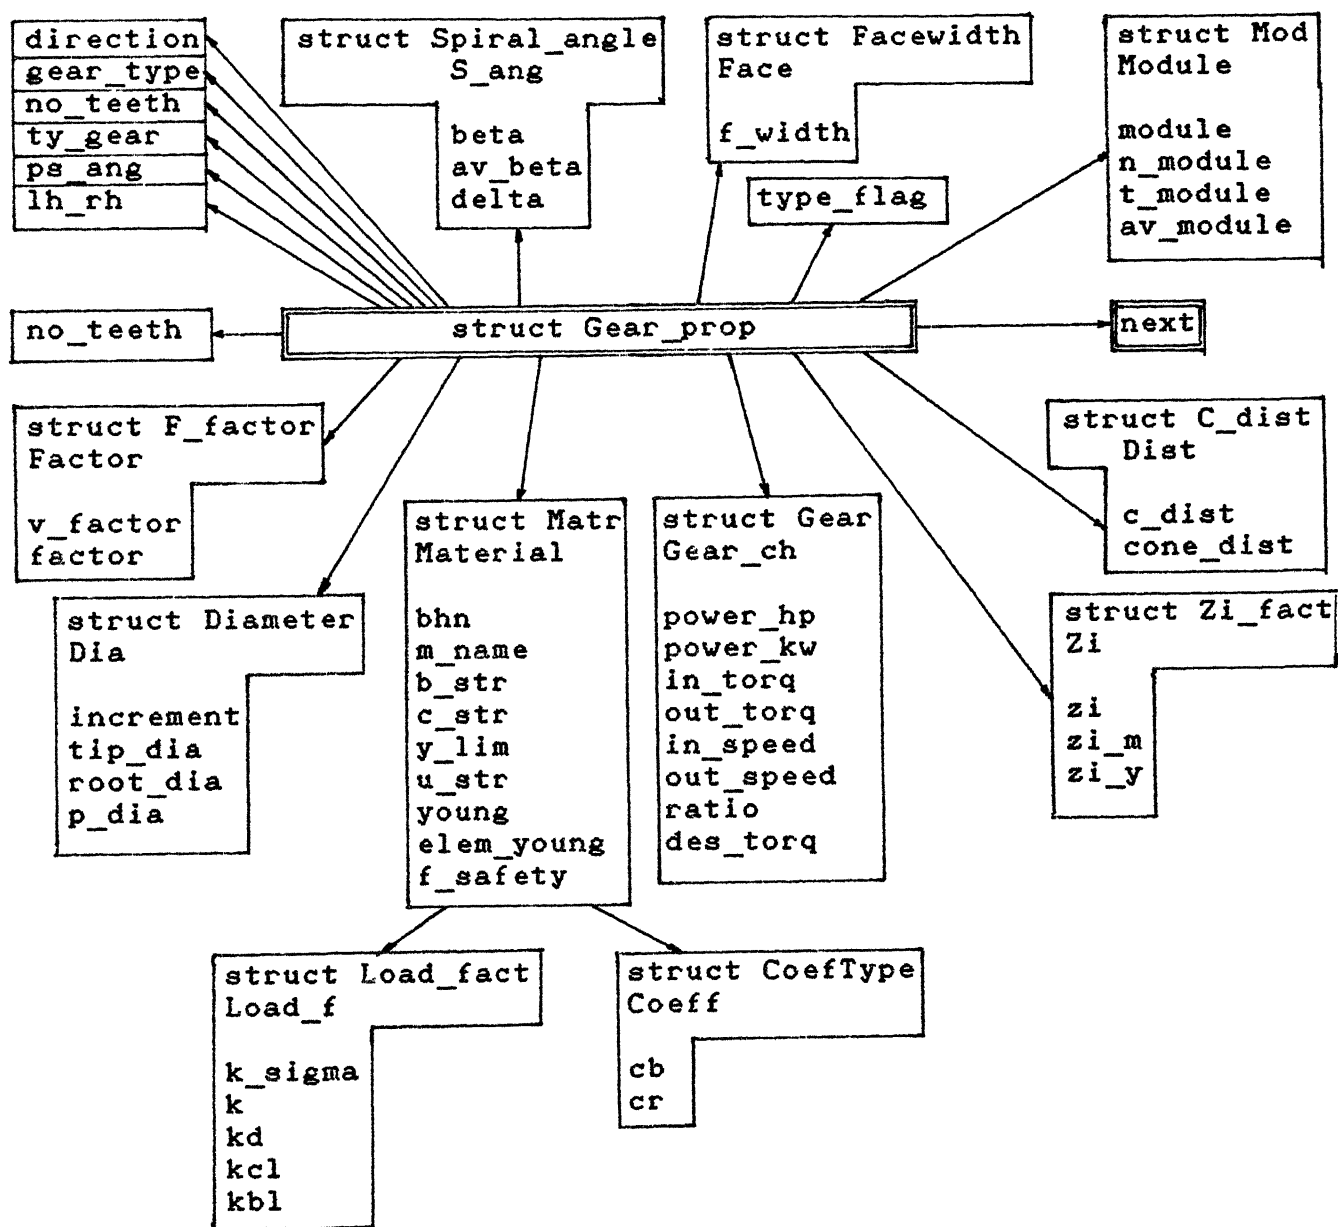 direction
gear_type
no_teeth
ty_gear
ps_ang
lh_rh
struct Spiral_angle
S_ang
beta
av_beta
delta
struct Facewidth
Face
f_width
type_flag
struct Mod
Module
module
n_module
t_module
av_module
no_teeth
struct Gear_prop
next
struct F_factor
Factor
v_factor
factor
struct Diameter
Dia
increment
tip_dia
root_dia
p_dia
struct Matr
Material
bhn
m_name
b_str
c_str
y_lim
u_str
young
elem_young
f_safety
struct Gear
Gear_ch
power_hp
power_kw
in_torq
out_torq
in_speed
out_speed
ratio
des_torq
struct C_dist
Dist
c_dist
cone_dist
struct Zi_fact
Zi
zi
zi_m
zi_y
struct Load_fact
Load_f
k_sigma
k
kd
kcl
kbl
struct CoefType
Coeff
cb
cr